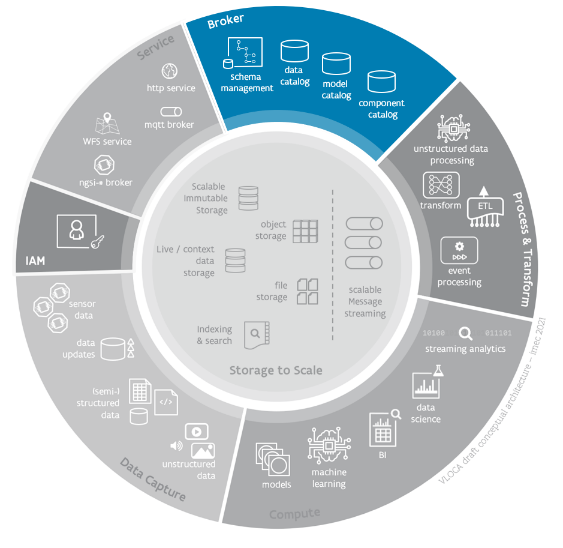 Broker
schema
management
data
catalog
model
catalog
component
catalog
Service
http service
mqtt broker
WFS service
ngsi-* broker
IAM
unstructured data
processing
transform
ETL
event
processing
Process & Transform
Scalable
Immutable
Storage
object
storage
Live / context
data
storage
file
storage
Indexing
& search
scalable
Message
streaming
Storage to Scale
sensor
data
data
updates
(semi-)
structured
data
</>
unstructured
data
Data Capture
10100
011101
streaming analytics
data
science
BI
machine
learning
models
Compute
VLOCA draft conceptual architecture – imec 2021